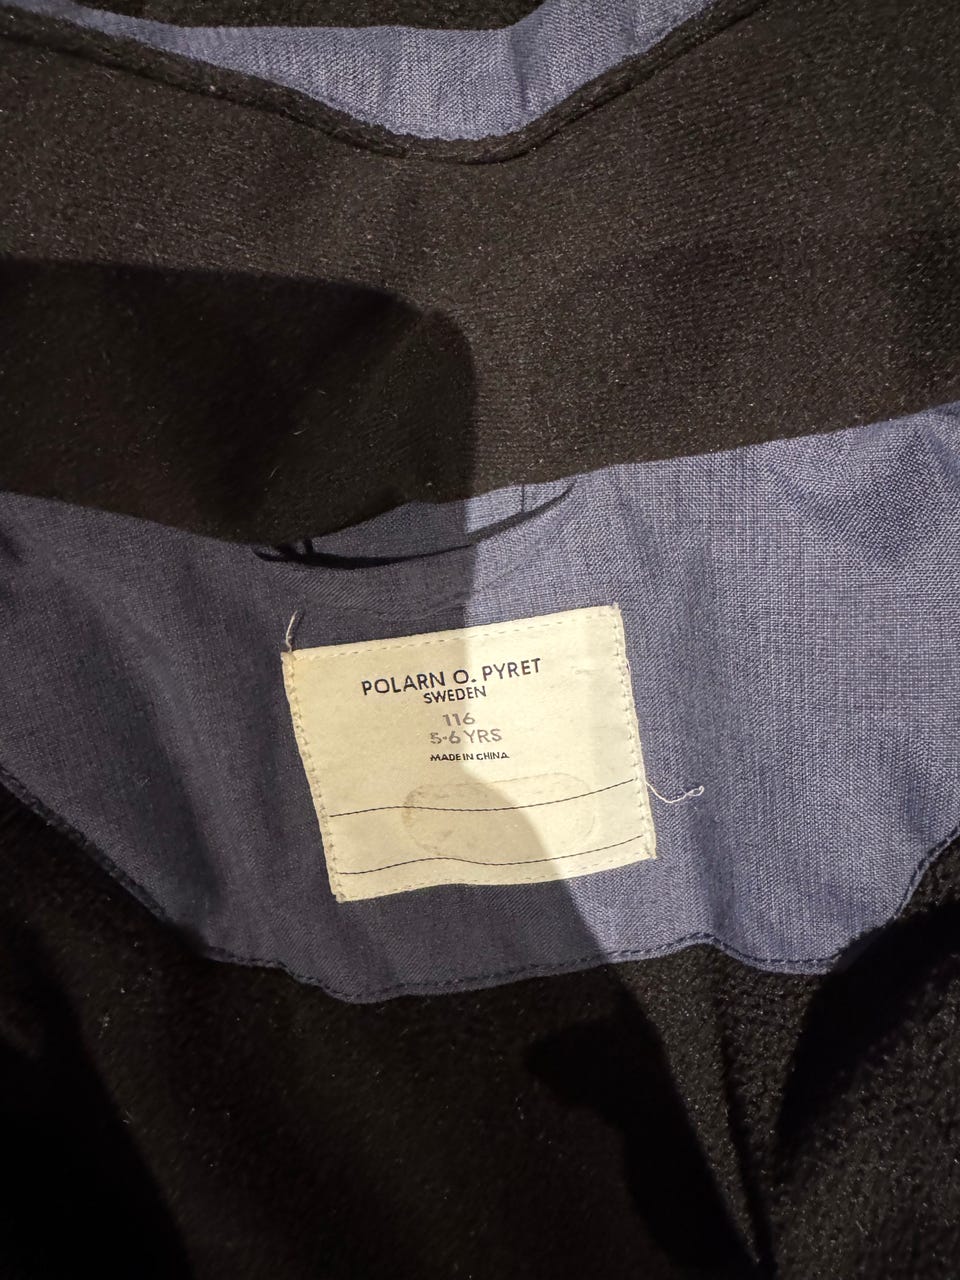 POLARN O. PYRET
SWEDEN
116
5-6 YRS
MADE IN CHINA